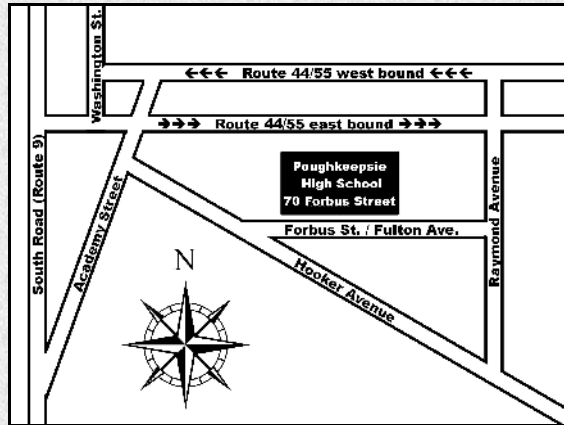 Washington St.
←←← Route 44/55 west bound ←←←
→→→ Route 44/55 east bound →→→
Poughkeepsie
High School
70 Forbus Street
South Road (Route 9)
Academy Street
Forbus St. / Fulton Ave.
Raymond Avenue
Hooker Avenue
N